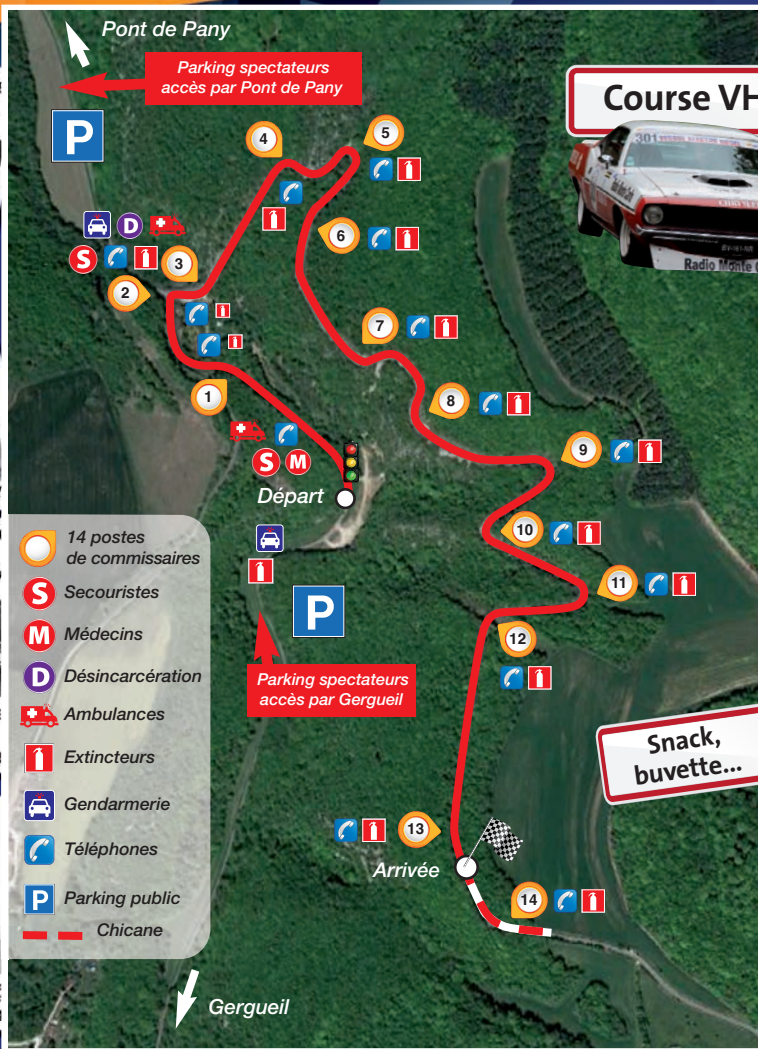 Pont de Pany
Parking spectateurs
accès par Pont de Pany
P
Course VH
301
Radio Monte
4
5
D
S
3
2
6
7
1
8
S M
9
Départ
10
11
P
12
Parking spectateurs
accès par Gergueil
14 postes
de commissaires
S Secouristes
M Médecins
D Désincarcération
Ambulances
Extincteurs
Gendarmerie
Téléphones
P Parking public
Chicane
Snack,
buvette...
13
Arrivée
14
Gergueil